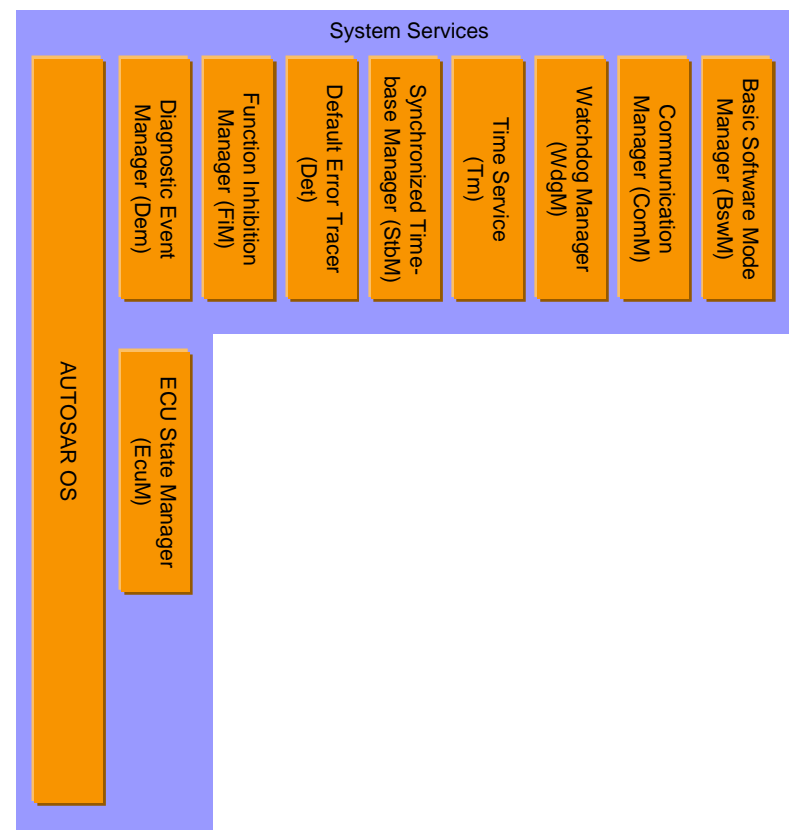 System Services
AUTOSAR OS
Diagnostic Event
Manager (Dem)
Function Inhibition
Manager (FiM)
Default Error Tracer
(Det)
Synchronized Time-
base Manager (StbM)
Time Service
(Tm)
Watchdog Manager
(WdgM)
Communication
Manager (ComM)
Basic Software Mode
Manager (BswM)
ECU State Manager
(EcuM)